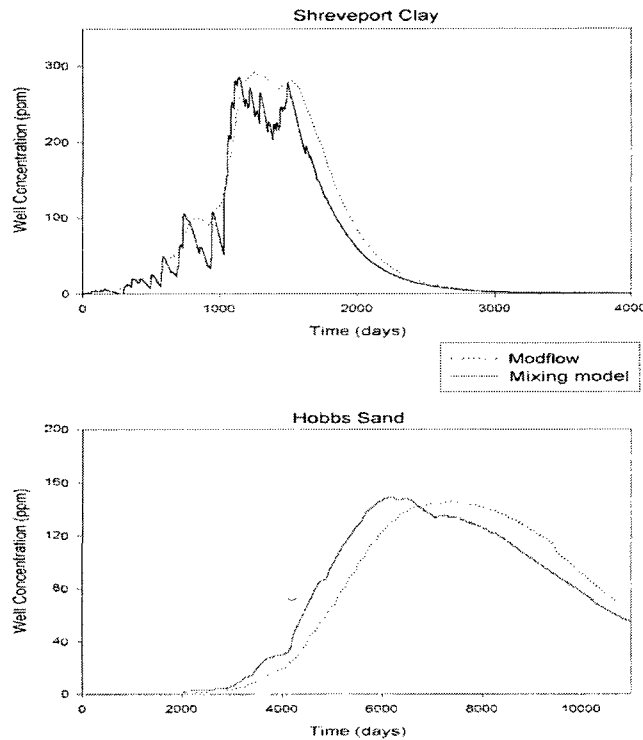 Shreveport Clay
Well Concentration (ppm)
300
200
100
0
0 1000 2000 3000 4000
Time (days)
Modflow
Mixing model
Hobbs Sand
Well Concentration (ppm)
200
160
120
80
40
0
0 2000 4000 6000 8000 10000
Time (days)